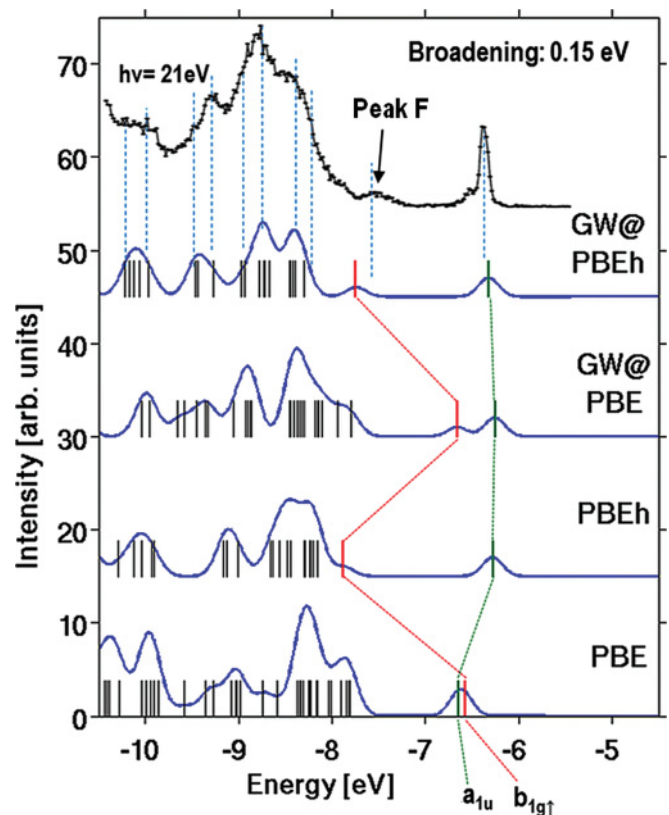 70
60
50
40
30
20
10
0
Intensity [arb. units]
hν= 21eV
Broadening: 0.15 eV
Peak F
GW@
PBEh
GW@
PBE
PBEh
PBE
-10
-9
-8
-7
-6
-5
Energy [eV]
a1u
b1g↑